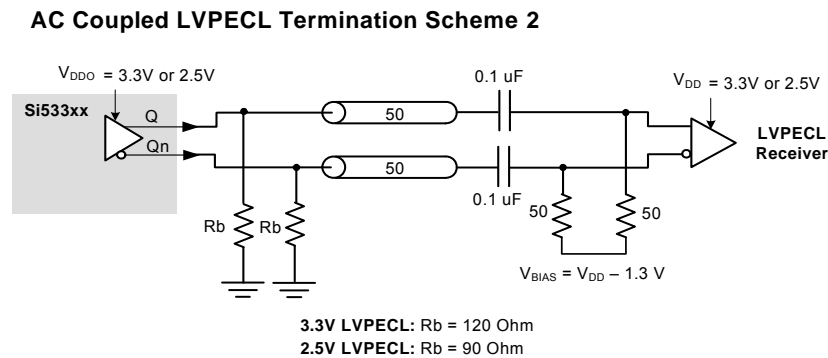 AC Coupled LVPECL Termination Scheme 2
VDDO = 3.3V or 2.5V
0.1 uF
VDD = 3.3V or 2.5V
Si533xx
Q
50
LVPECL
Receiver
Qn
50
0.1 uF
Rb
Rb
50
50
VBIAS = VDD – 1.3 V
3.3V LVPECL: Rb = 120 Ohm
2.5V LVPECL: Rb = 90 Ohm